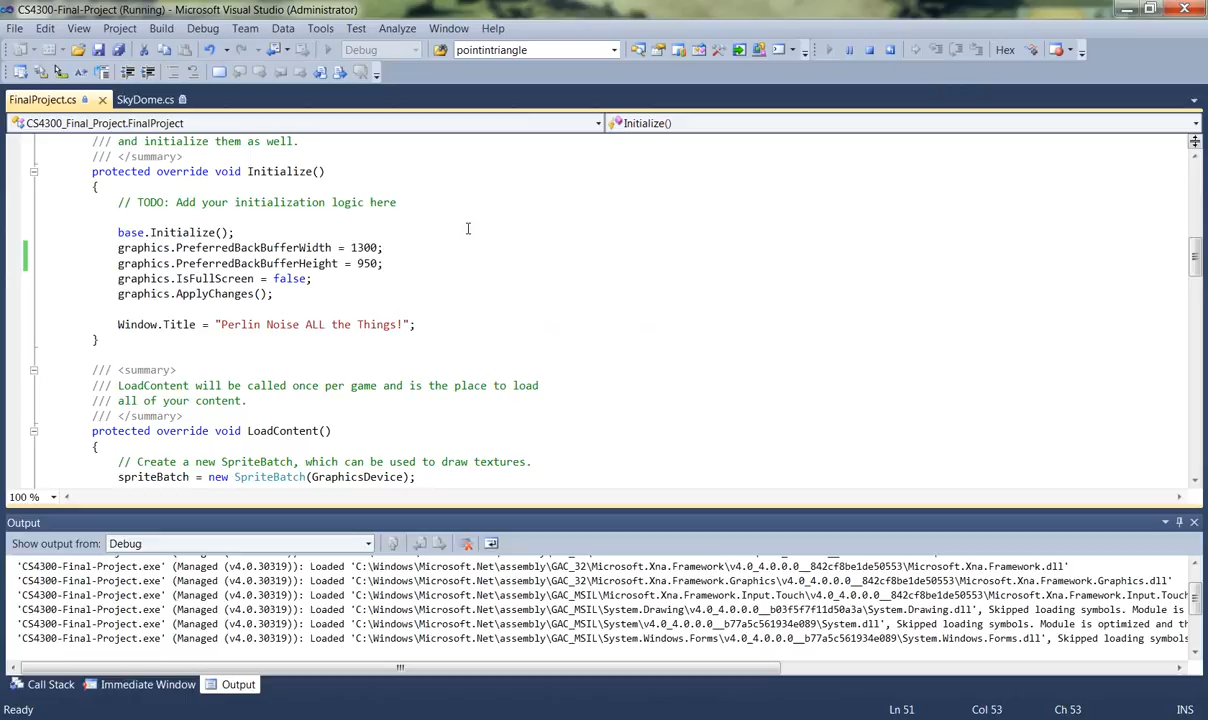 CS4300-Final-Project (Running) - Microsoft Visual Studio (Administrator)
File Edit View Project Build Debug Team Data Tools Test Analyze Window Help
Debug pointintriangle Hex
FinalProject.cs SkyDome.cs
CS4300_Final_Project.FinalProject Initialize()
/// and initialize them as well.
/// </summary>
protected override void Initialize()
{
// TODO: Add your initialization logic here
base.Initialize();
graphics.PreferredBackBufferWidth = 1300;
graphics.PreferredBackBufferHeight = 950;
graphics.IsFullScreen = false;
graphics.ApplyChanges();
Window.Title = "Perlin Noise ALL the Things!";
}
/// <summary>
/// LoadContent will be called once per game and is the place to load
/// all of your content.
/// </summary>
protected override void LoadContent()
{
// Create a new SpriteBatch, which can be used to draw textures.
spriteBatch = new SpriteBatch(GraphicsDevice);
100 %
Output
Show output from: Debug
'CS4300-Final-Project.exe' (Managed (v4.0.30319)): Loaded 'C:\Windows\Microsoft.Net\assembly\GAC_32\Microsoft.Xna.Framework\v4.0_4.0.0.0__842cf8be1de50553\Microsoft.Xna.Framework.dll'
'CS4300-Final-Project.exe' (Managed (v4.0.30319)): Loaded 'C:\Windows\Microsoft.Net\assembly\GAC_32\Microsoft.Xna.Framework.Graphics\v4.0_4.0.0.0__842cf8be1de50553\Microsoft.Xna.Framework.Graphics.dll'
'CS4300-Final-Project.exe' (Managed (v4.0.30319)): Loaded 'C:\Windows\Microsoft.Net\assembly\GAC_MSIL\Microsoft.Xna.Framework.Input.Touch\v4.0_4.0.0.0__842cf8be1de50553\Microsoft.Xna.Framework.Input.Touc
'CS4300-Final-Project.exe' (Managed (v4.0.30319)): Loaded 'C:\Windows\Microsoft.Net\assembly\GAC_MSIL\System.Drawing\v4.0_4.0.0.0__b03f5f7f11d50a3a\System.Drawing.dll', Skipped loading symbols. Module is
'CS4300-Final-Project.exe' (Managed (v4.0.30319)): Loaded 'C:\Windows\Microsoft.Net\assembly\GAC_MSIL\System\v4.0_4.0.0.0__b77a5c561934e089\System.dll', Skipped loading symbols. Module is optimized and th
'CS4300-Final-Project.exe' (Managed (v4.0.30319)): Loaded 'C:\Windows\Microsoft.Net\assembly\GAC_MSIL\System.Windows.Forms\v4.0_4.0.0.0__b77a5c561934e089\System.Windows.Forms.dll', Skipped loading symbols
Call Stack Immediate Window Output
Ready Ln 51 Col 53 Ch 53 INS